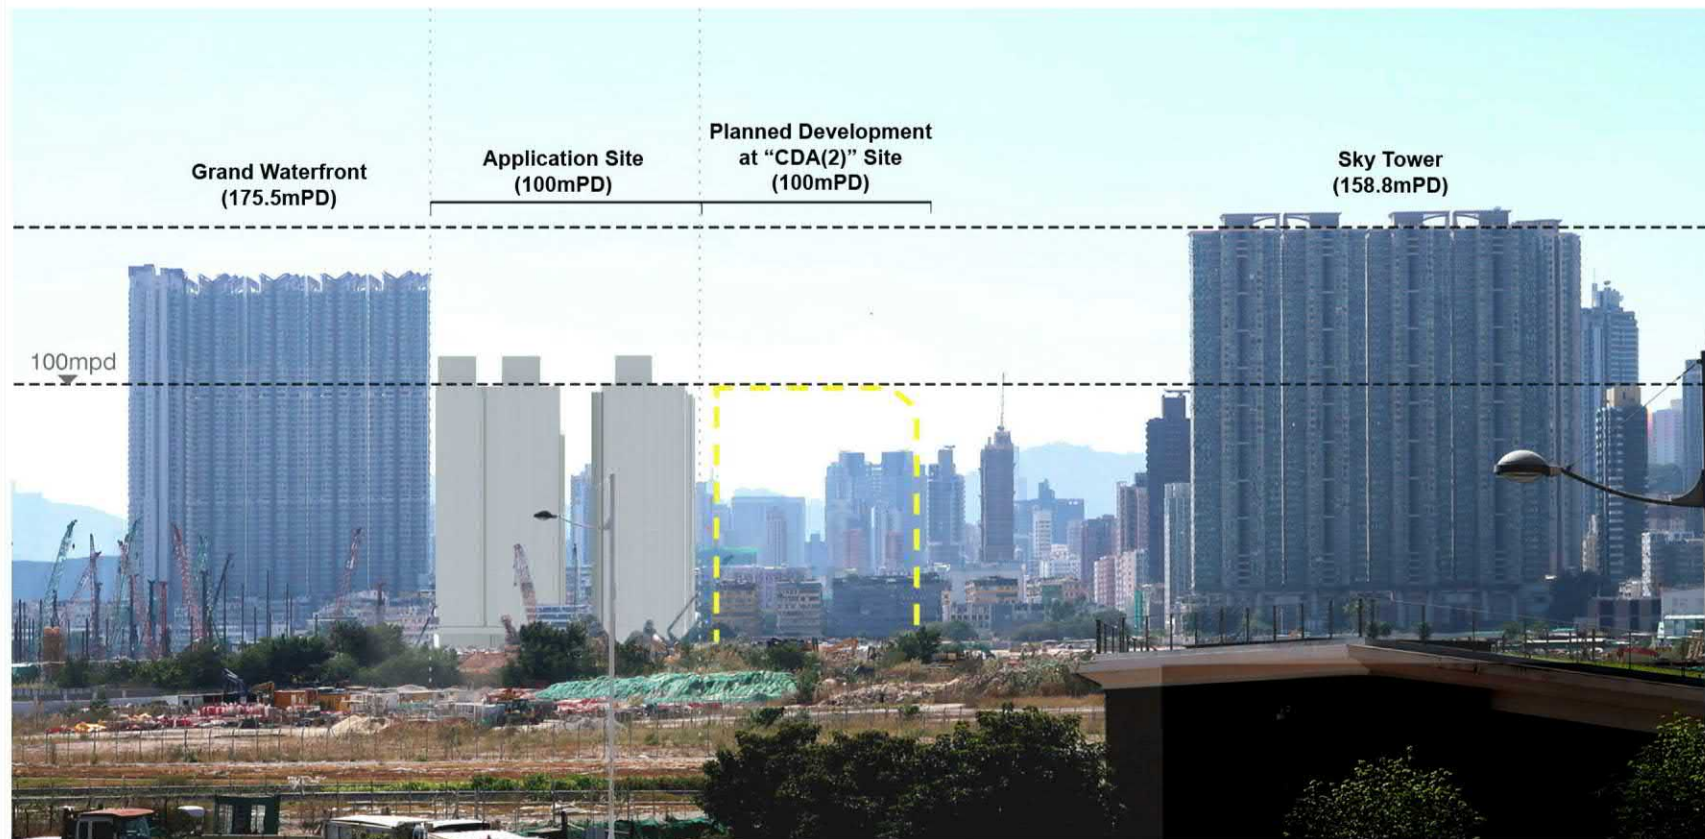 Grand Waterfront
(175.5mPD)
Application Site
(100mPD)
Planned Development
at “CDA(2)” Site
(100mPD)
Sky Tower
(158.8mPD)
100mpd